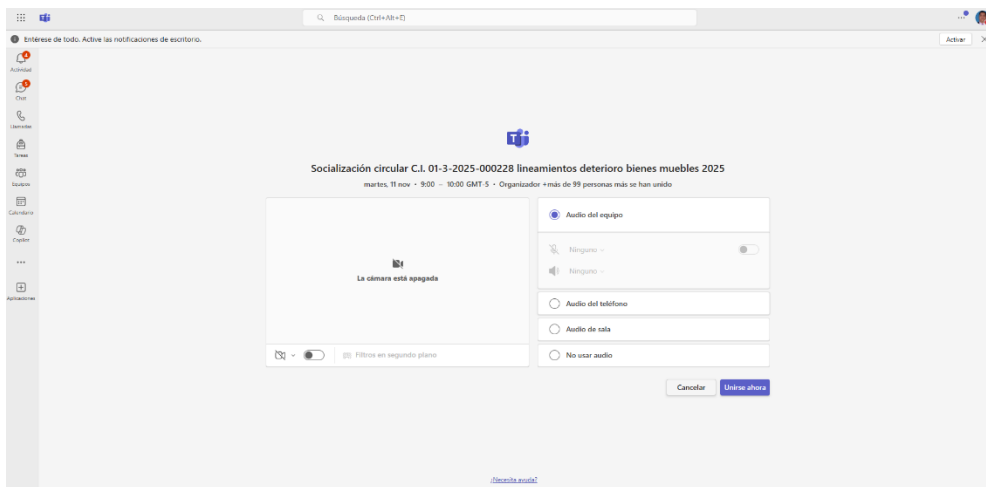 Búsqueda (Ctrl+Alt+E)
Entérese de todo. Active las notificaciones de escritorio.
Activar
4
Actividad
Chat
Llamadas
Tareas
Equipos
Calendario
Copilot
Aplicaciones
Socialización circular C.I. 01-3-2025-000228 lineamientos deterioro bienes muebles 2025
martes, 11 nov • 9:00 – 10:00 GMT-5 • Organizador +más de 99 personas más se han unido
La cámara está apagada
Filtros en segundo plano
Audio del equipo
Ninguno
Ninguno
Audio del teléfono
Audio de sala
No usar audio
Cancelar
Unirse ahora
¿Necesita ayuda?